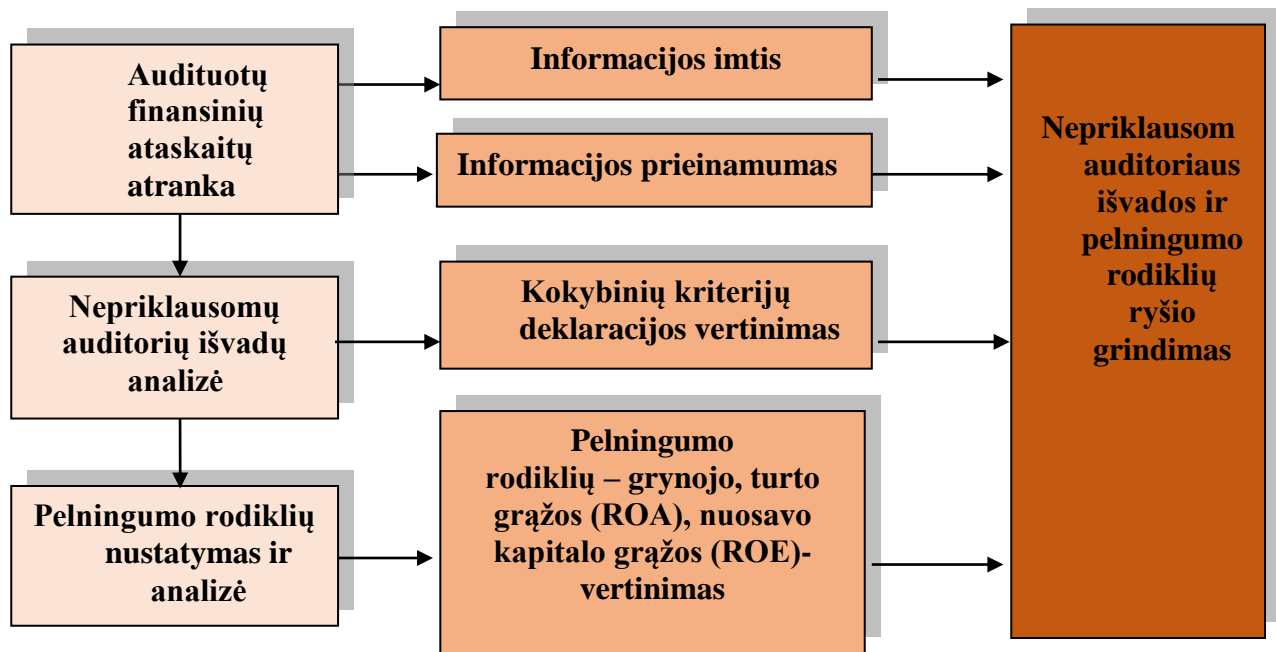 Audituotų
finansinių
ataskaitų
atranka
Informacijos imtis
Informacijos prieinamumas
Nepriklausomų
auditorių išvadų
analizė
Kokybinių kriterijų
deklaracijos vertinimas
Pelningumo rodiklių
nustatymas ir
analizė
Pelningumo
rodiklių – grynojo, turto
grąžos (ROA), nuosavo
kapitalo grąžos (ROE)-
vertinimas
Nepriklausom
auditoriaus
išvados ir
pelningumo
rodiklių
ryšio
grindimas